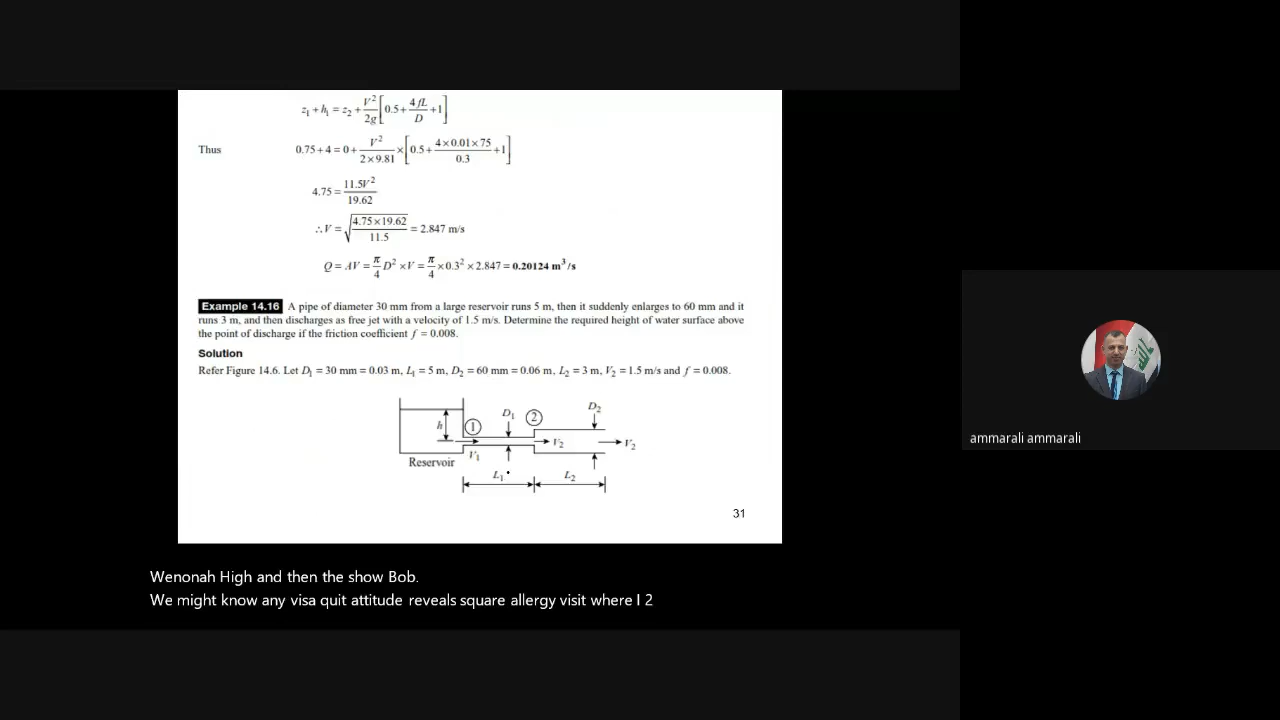 z₁ + h₁ = z₂ + V²/2g [0.5 + 4fL/D + 1]
Thus 0.75 + 4 = 0 + V²/(2 × 9.81) × [0.5 + (4 × 0.01 × 75)/0.3 + 1]
4.75 = 11.5V²/19.62
∴ V = √(4.75 × 19.62/11.5) = 2.847 m/s
Q = AV = π/4 D² × V = π/4 × 0.3² × 2.847 = 0.20124 m³/s
Example 14.16 A pipe of diameter 30 mm from a large reservoir runs 5 m, then it suddenly enlarges to 60 mm and it
runs 3 m, and then discharges as free jet with a velocity of 1.5 m/s. Determine the required height of water surface above
the point of discharge if the friction coefficient f = 0.008.
Solution
Refer Figure 14.6. Let D₁ = 30 mm = 0.03 m, L₁ = 5 m, D₂ = 60 mm = 0.06 m, L₂ = 3 m, V₂ = 1.5 m/s and f = 0.008.
h 1 D₁ 2 D₂
V₁ V₂ V₂
Reservoir
L₁ L₂
31
ammarali ammarali
Wenonah High and then the show Bob.
We might know any visa quit attitude reveals square allergy visit where I 2